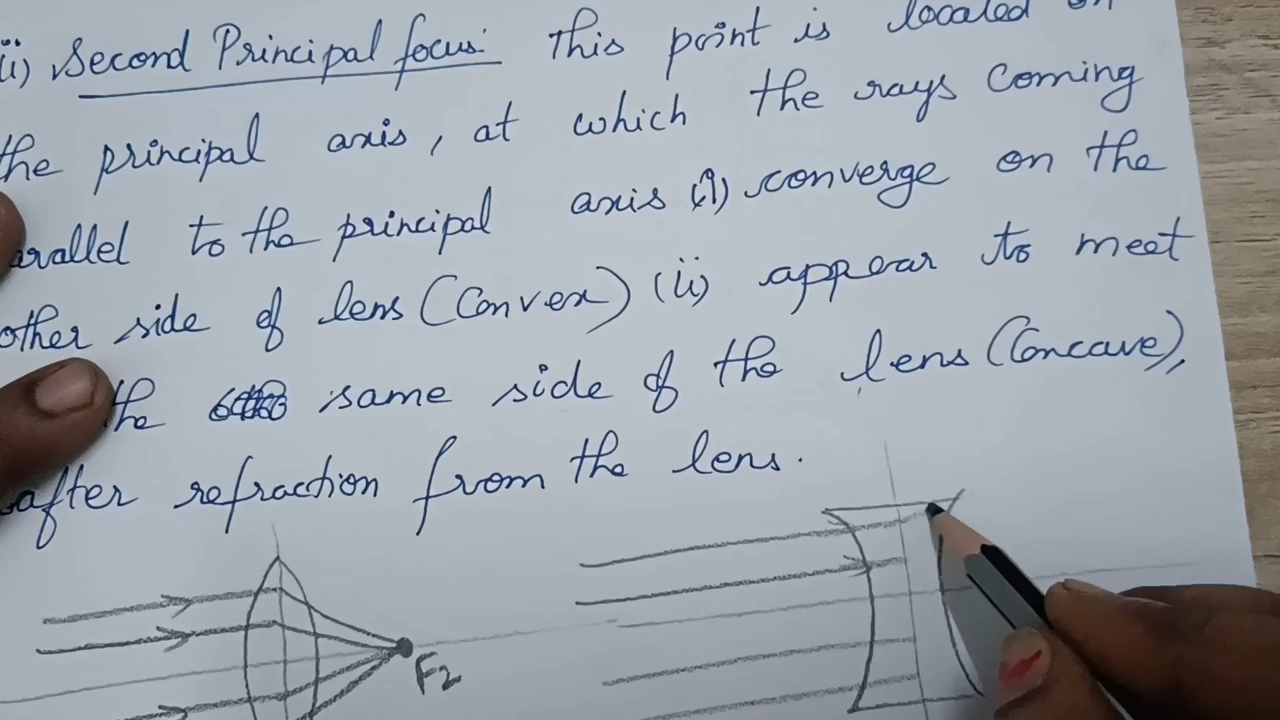 ii) Second Principal focus: This point is located on
the principal axis, at which the rays coming
parallel to the principal axis (i) converge on the
other side of lens (Convex) (ii) appear to meet
the same side of the lens (Concave),
after refraction from the lens.
F2